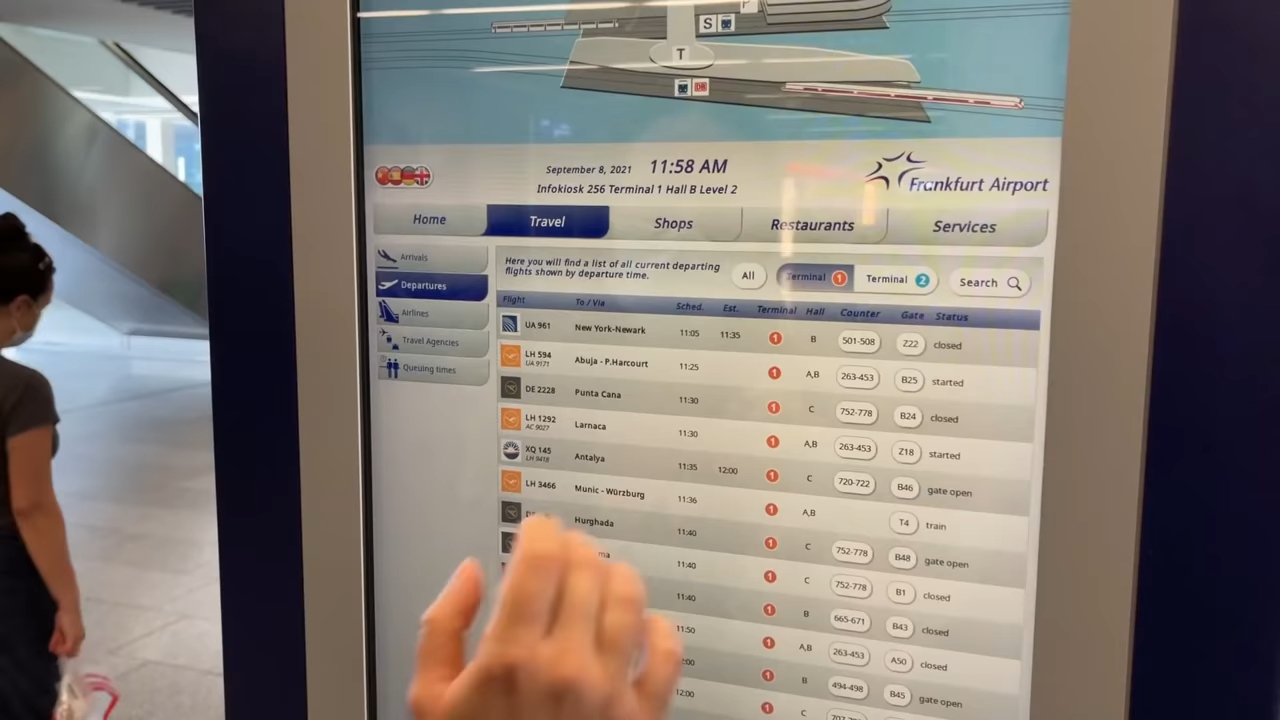 P
S
T
DB
September 8, 2021 11:58 AM
Infokiosk 256 Terminal 1 Hall B Level 2
Frankfurt Airport
Home Travel Shops Restaurants Services
Arrivals
Departures
Airlines
Travel Agencies
Queuing times
Here you will find a list of all current departing
flights shown by departure time.
All Terminal 1 Terminal 2 Search
Flight To / Via Sched. Est. Terminal Hall Counter Gate Status
UA 961 New York-Newark 11:05 11:35 1 B 501-508 Z22 closed
LH 594 Abuja - P.Harcourt 11:25 1 A,B 263-453 B25 started
UA 9171
DE 2228 Punta Cana 11:30 1 C 752-778 B24 closed
LH 1292 Larnaca 11:30 1 A,B 263-453 Z18 started
AC 9027
XQ 145 Antalya 11:35 12:00 1 C 720-722 B46 gate open
LH 9418
LH 3466 Munic - Würzburg 11:36 1 A,B T4 train
Hurghada 11:40 1 C 752-778 B48 gate open
11:40 1 C 752-778 B1 closed
11:40 1 B 665-671 B43 closed
11:50 1 A,B 263-453 A50 closed
1 B 494-498 B45 gate open
12:00 1 C